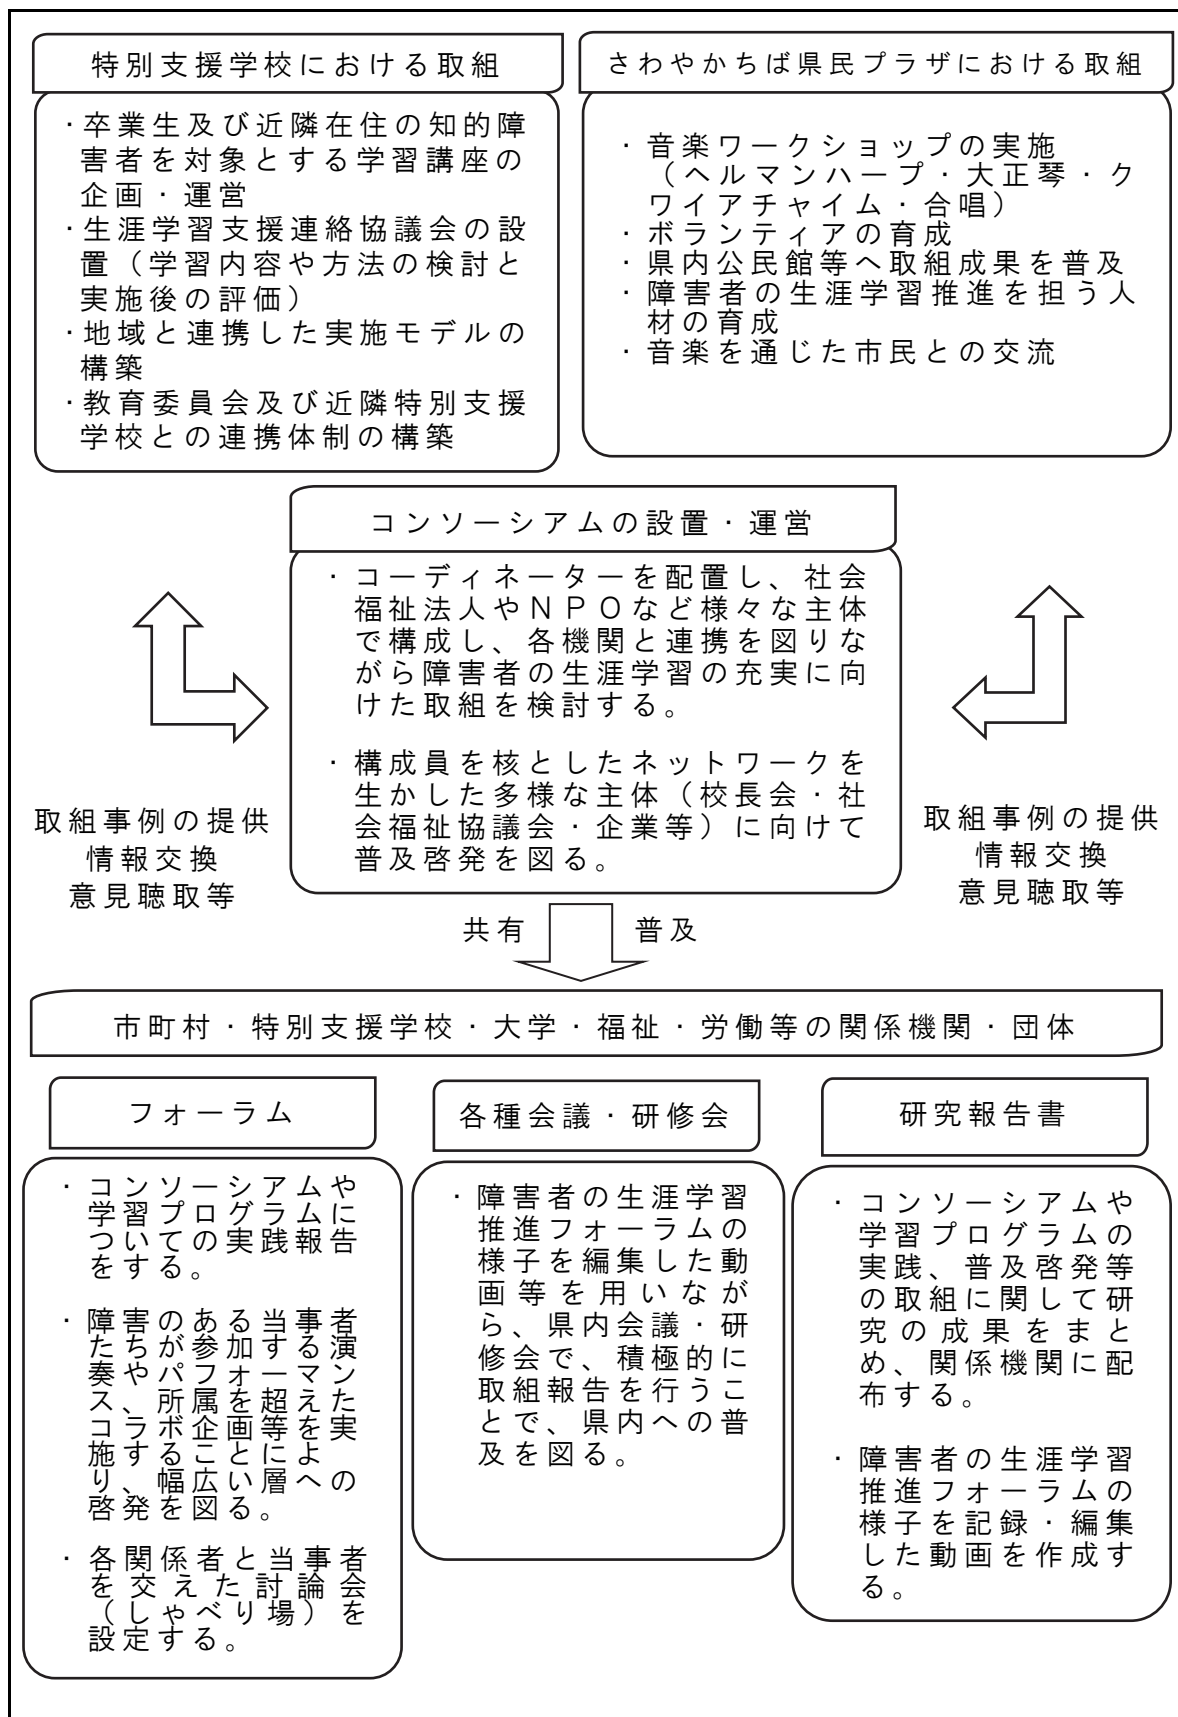 特別支援学校における取組
・卒業生及び近隣在住の知的障
害者を対象とする学習講座の
企画・運営
・生涯学習支援連絡協議会の設
置（学習内容や方法の検討と
実施後の評価）
・地域と連携した実施モデルの
構築
・教育委員会及び近隣特別支援
学校との連携体制の構築
さわやかちば県民プラザにおける取組
・音楽ワークショップの実施
（ヘルマンハープ・大正琴・ク
ワイアチャイム・合唱）
・ボランティアの育成
・県内公民館等へ取組成果を普及
・障害者の生涯学習推進を担う人
材の育成
・音楽を通じた市民との交流
コンソーシアムの設置・運営
・コーディネーターを配置し、社会
福祉法人やＮＰＯなど様々な主体
で構成し、各機関と連携を図りな
がら障害者の生涯学習の充実に向
けた取組を検討する。
・構成員を核としたネットワークを
生かした多様な主体（校長会・社
会福祉協議会・企業等）に向けて
普及啓発を図る。
取組事例の提供
情報交換
意見聴取等
取組事例の提供
情報交換
意見聴取等
共有 普及
市町村・特別支援学校・大学・福祉・労働等の関係機関・団体
フォーラム
・コンソーシアムや
学習プログラムに
ついての実践報告
をする。
・障害のある当事者
たちが参加する演
奏やパフォーマン
ス、所属を超えた
コラボ企画等を実
施することによ
り、幅広い層への
啓発を図る。
・各関係者と当事者
を交えた討論会
（しゃべり場）を
設定する。
各種会議・研修会
・障害者の生涯学習
推進フォーラムの
様子を編集した動
画等を用いなが
ら、県内会議・研
修会で、積極的に
取組報告を行うこ
とで、県内への普
及を図る。
研究報告書
・コンソーシアムや
学習プログラムの
実践、普及啓発等
の取組に関して研
究の成果をまと
め、関係機関に配
布する。
・障害者の生涯学習
推進フォーラムの
様子を記録・編集
した動画を作成す
る。